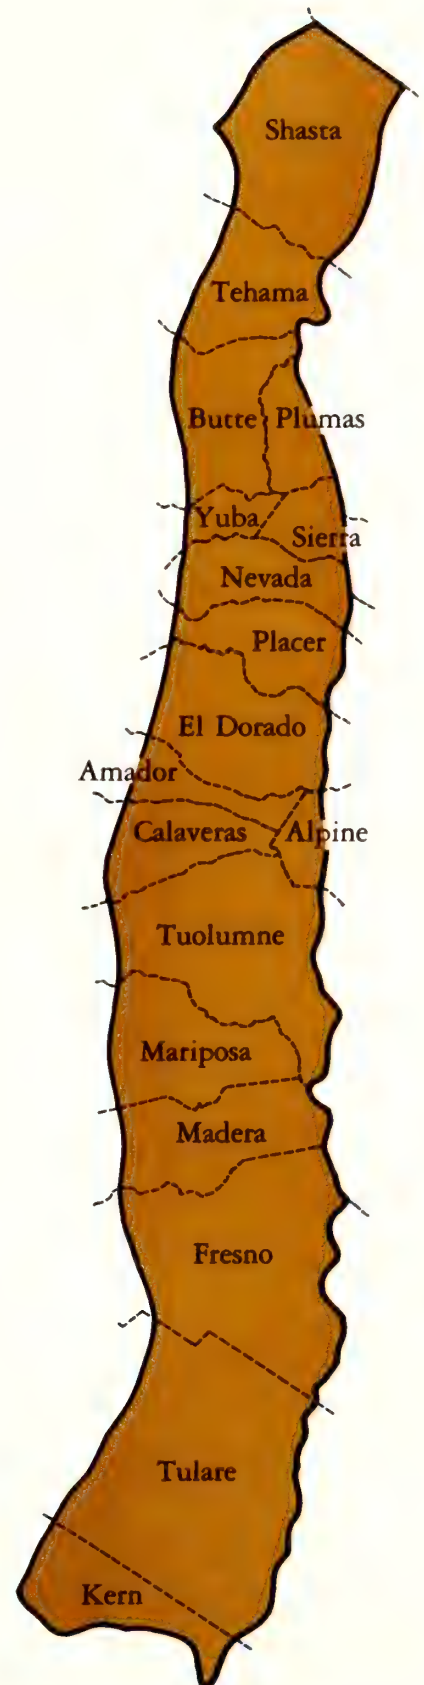 Shasta
Tehama
Butte Plumas
Yuba
Sierra
Nevada
Placer
El Dorado
Amador
Calaveras Alpine
Tuolumne
Mariposa
Madera
Fresno
Tulare
Kern